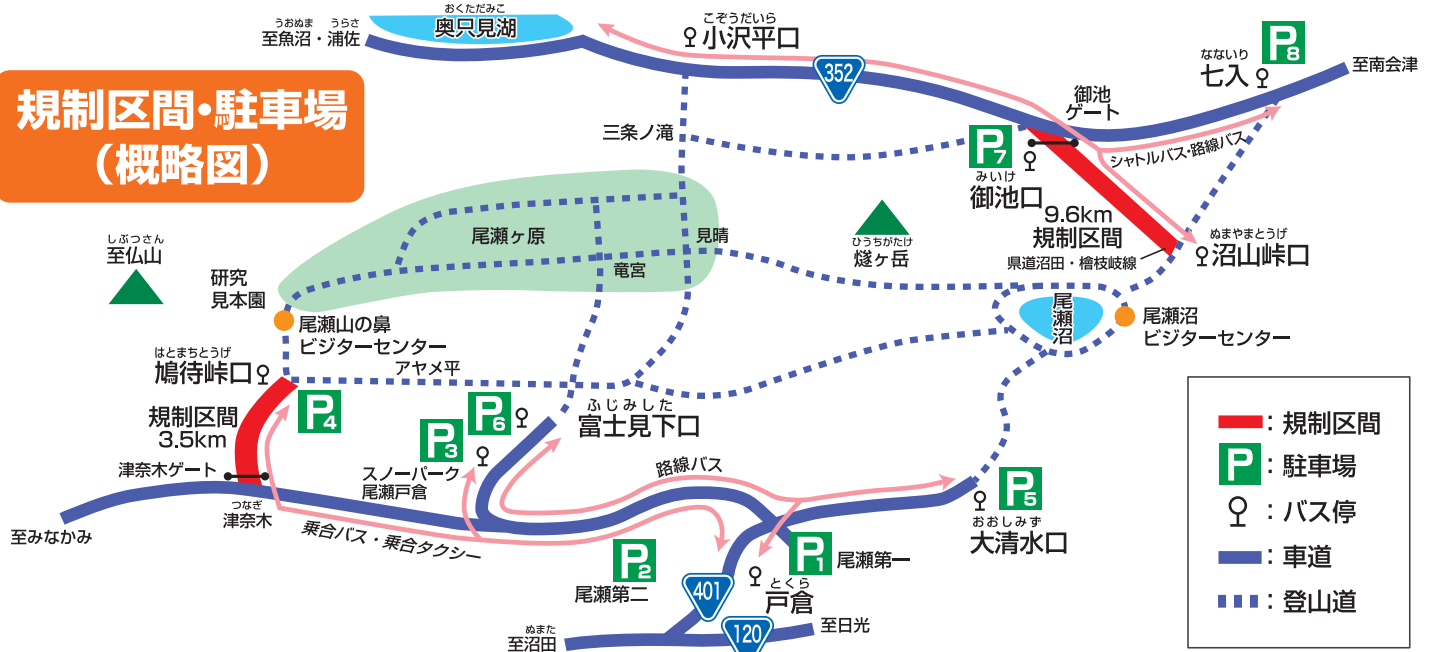 おくただみこ
奥只見湖
うおぬま うらさ
至魚沼・浦佐
こぞうだいら
小沢平口
352
P8
なないり
七入
至南会津
規制区間・駐車場
(概略図)
御池
ゲート
三条ノ滝
P7
みいけ
御池口
シャトルバス・路線バス
9.6km
規制区間
県道沼田・檜枝岐線
ぬまやまとうげ
沼山峠口
しぶつさん
至仏山
尾瀬ヶ原
見晴
竜宮
ひうちがたけ
燧ヶ岳
研究
見本園
尾瀬山の鼻
ビジターセンター
尾瀬沼
尾瀬沼
ビジターセンター
はとまちとうげ
鳩待峠口
アヤメ平
P4
規制区間
3.5km
P6
P3
ふじみした
富士見下口
スノーパーク
尾瀬戸倉
津奈木ゲート
つなぎ
津奈木
至みなかみ
乗合バス・乗合タクシー
路線バス
P5
おおしみず
大清水口
P2
尾瀬第二
P1
尾瀬第一
とくら
戸倉
401
120
ぬまた
至沼田
至日光
:規制区間
P:駐車場
:バス停
:車道
:登山道